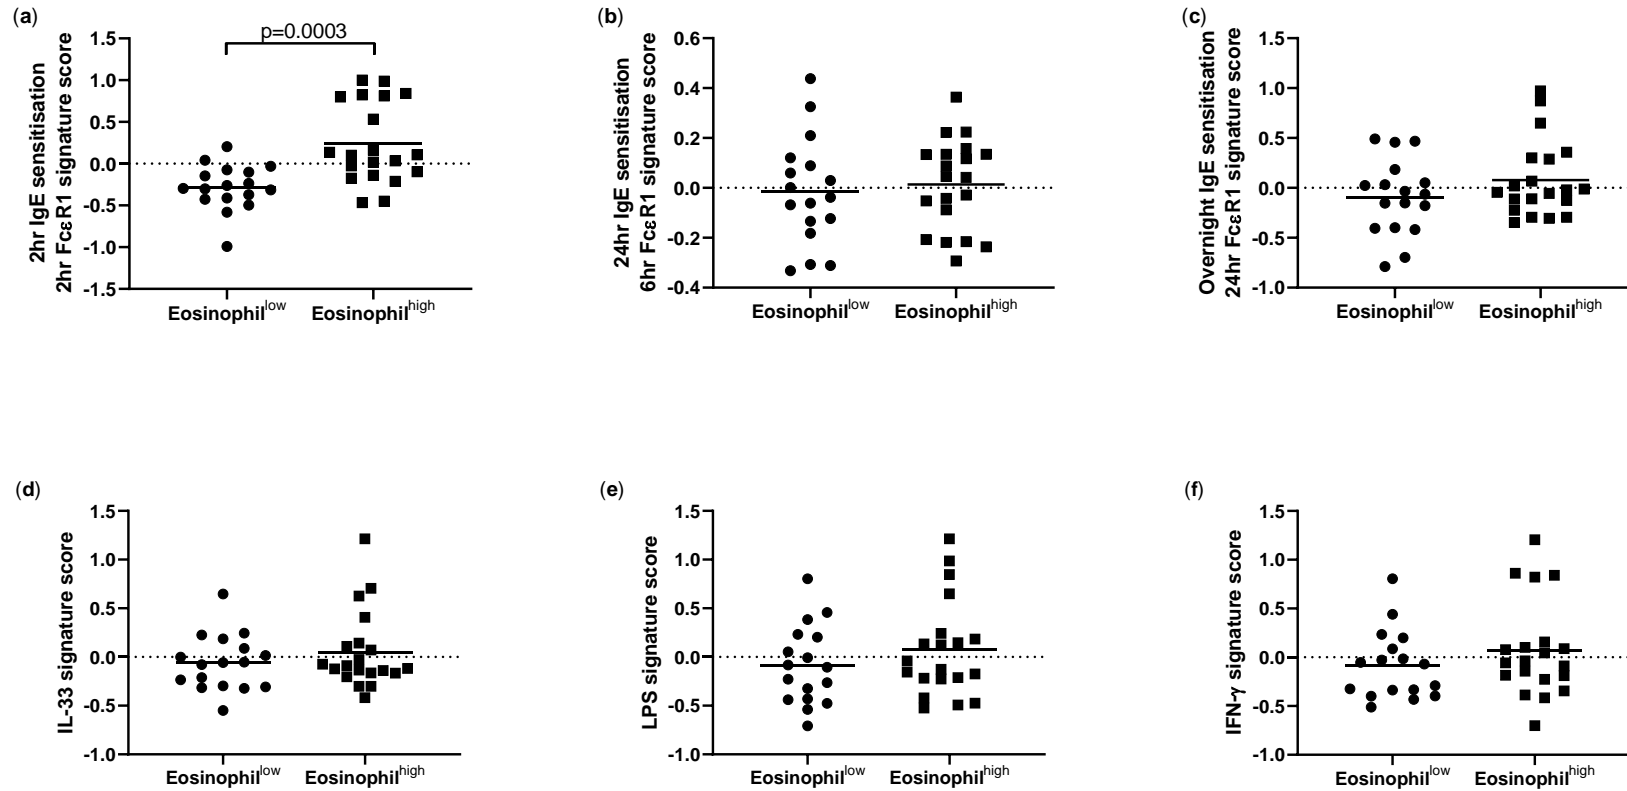 (a)
2hr IgE sensitisation
2hr FcεR1 signature score
1.5
1.0
0.5
0.0
-0.5
-1.0
-1.5
p=0.0003
Eosinophil^low
Eosinophil^high
(b)
24hr IgE sensitisation
6hr FcεR1 signature score
0.6
0.4
0.2
0.0
-0.2
-0.4
Eosinophil^low
Eosinophil^high
(c)
Overnight IgE sensitisation
24hr FcεR1 signature score
1.5
1.0
0.5
0.0
-0.5
-1.0
Eosinophil^low
Eosinophil^high
(d)
IL-33 signature score
1.5
1.0
0.5
0.0
-0.5
-1.0
Eosinophil^low
Eosinophil^high
(e)
LPS signature score
1.5
1.0
0.5
0.0
-0.5
-1.0
Eosinophil^low
Eosinophil^high
(f)
IFN-γ signature score
1.5
1.0
0.5
0.0
-0.5
-1.0
Eosinophil^low
Eosinophil^high